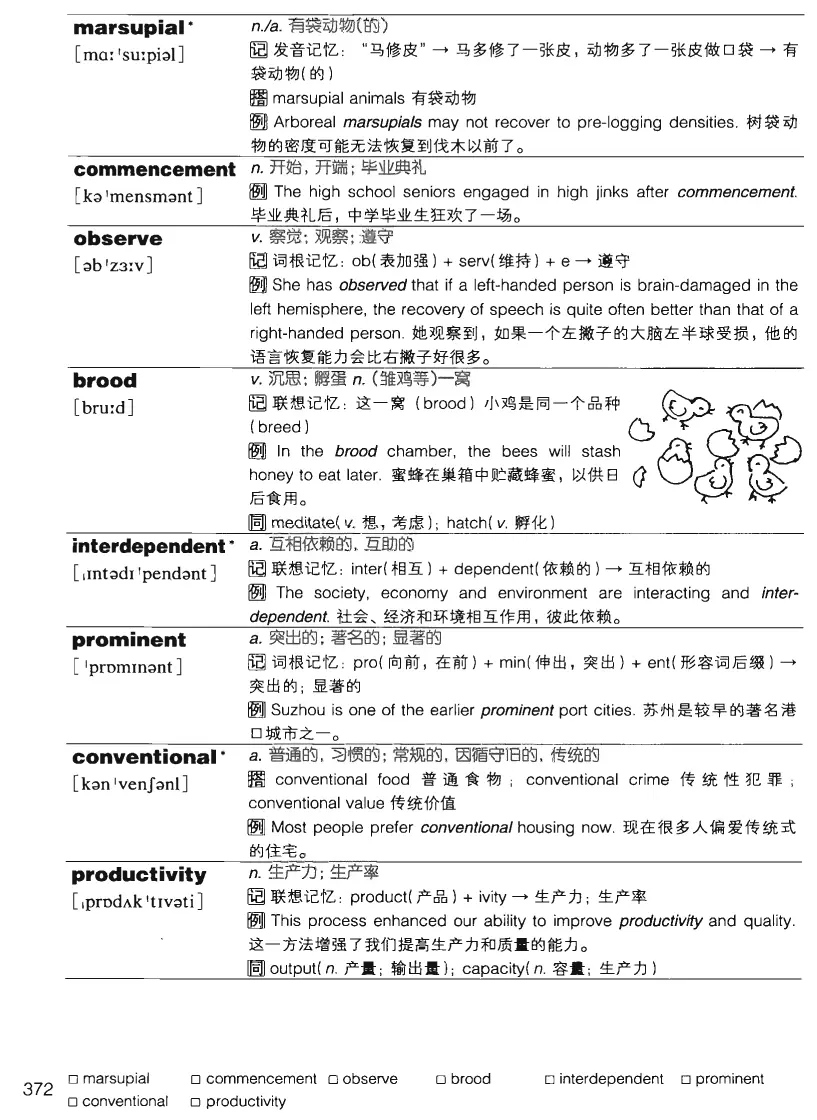 marsupial* n./a. 有袋动物(的)
[mɑːˈsuːpiəl] [记] 发音记忆：“马修皮” → 马多修了一张皮，动物多了一张皮做口袋 → 有
袋动物(的)
[搭] marsupial animals 有袋动物
[例] Arboreal marsupials may not recover to pre-logging densities. 树袋动
物的密度可能无法恢复到伐木以前了。
commencement n. 开始，开端；毕业典礼
[kəˈmensmənt] [例] The high school seniors engaged in high jinks after commencement.
毕业典礼后，中学毕业生狂欢了一场。
observe v. 察觉；观察；遵守
[əbˈzɜːv] [记] 词根记忆：ob(表加强) + serv(维持) + e → 遵守
[例] She has observed that if a left-handed person is brain-damaged in the
left hemisphere, the recovery of speech is quite often better than that of a
right-handed person. 她观察到，如果一个左撇子的大脑左半球受损，他的
语言恢复能力会比右撇子好很多。
brood v. 沉思；孵蛋 n. (雏鸡等)一窝
[bruːd] [记] 联想记忆：这一窝 (brood) 小鸡是同一个品种
(breed)
[例] In the brood chamber, the bees will stash
honey to eat later. 蜜蜂在巢箱中贮藏蜂蜜，以供日
后食用。
[同] meditate(v. 想，考虑)；hatch(v. 孵化)
interdependent* a. 互相依赖的，互助的
[ˌɪntədɪˈpendənt] [记] 联想记忆：inter(相互) + dependent(依赖的) → 互相依赖的
[例] The society, economy and environment are interacting and inter-
dependent. 社会、经济和环境相互作用，彼此依赖。
prominent a. 突出的；著名的；显著的
[ˈprɒmɪnənt] [记] 词根记忆：pro(向前，在前) + min(伸出，突出) + ent(形容词后缀) →
突出的；显著的
[例] Suzhou is one of the earlier prominent port cities. 苏州是较早的著名港
口城市之一。
conventional* a. 普通的，习惯的；常规的，因循守旧的，传统的
[kənˈvenʃənl] [搭] conventional food 普通食物；conventional crime 传统性犯罪；
conventional value 传统价值
[例] Most people prefer conventional housing now. 现在很多人偏爱传统式
的住宅。
productivity n. 生产力；生产率
[ˌprɒdʌkˈtɪvəti] [记] 联想记忆：product(产品) + ivity → 生产力；生产率
[例] This process enhanced our ability to improve productivity and quality.
这一方法增强了我们提高生产力和质量的能力。
[同] output(n. 产量；输出量)；capacity(n. 容量；生产力)
□ marsupial □ commencement □ observe □ brood □ interdependent □ prominent
372
□ conventional □ productivity